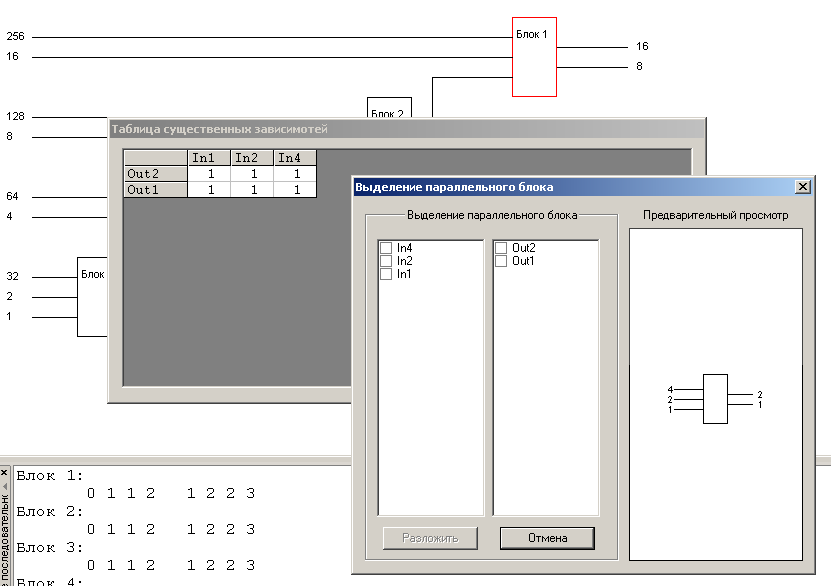 256
16
Блок 1
16
8
128
8
Блок 2
Таблица существенных зависимотей
In1 In2 In4
Out2 1 1 1
Out1 1 1 1
64
4
32
2
1
Блок
Выделение параллельного блока
Выделение параллельного блока
Предварительный просмотр
In4
In2
In1
Out2
Out1
4
2
1
2
1
Разложить
Отмена
Блок 1:
0 1 1 2 1 2 2 3
Блок 2:
0 1 1 2 1 2 2 3
Блок 3:
0 1 1 2 1 2 2 3
Блок 4: